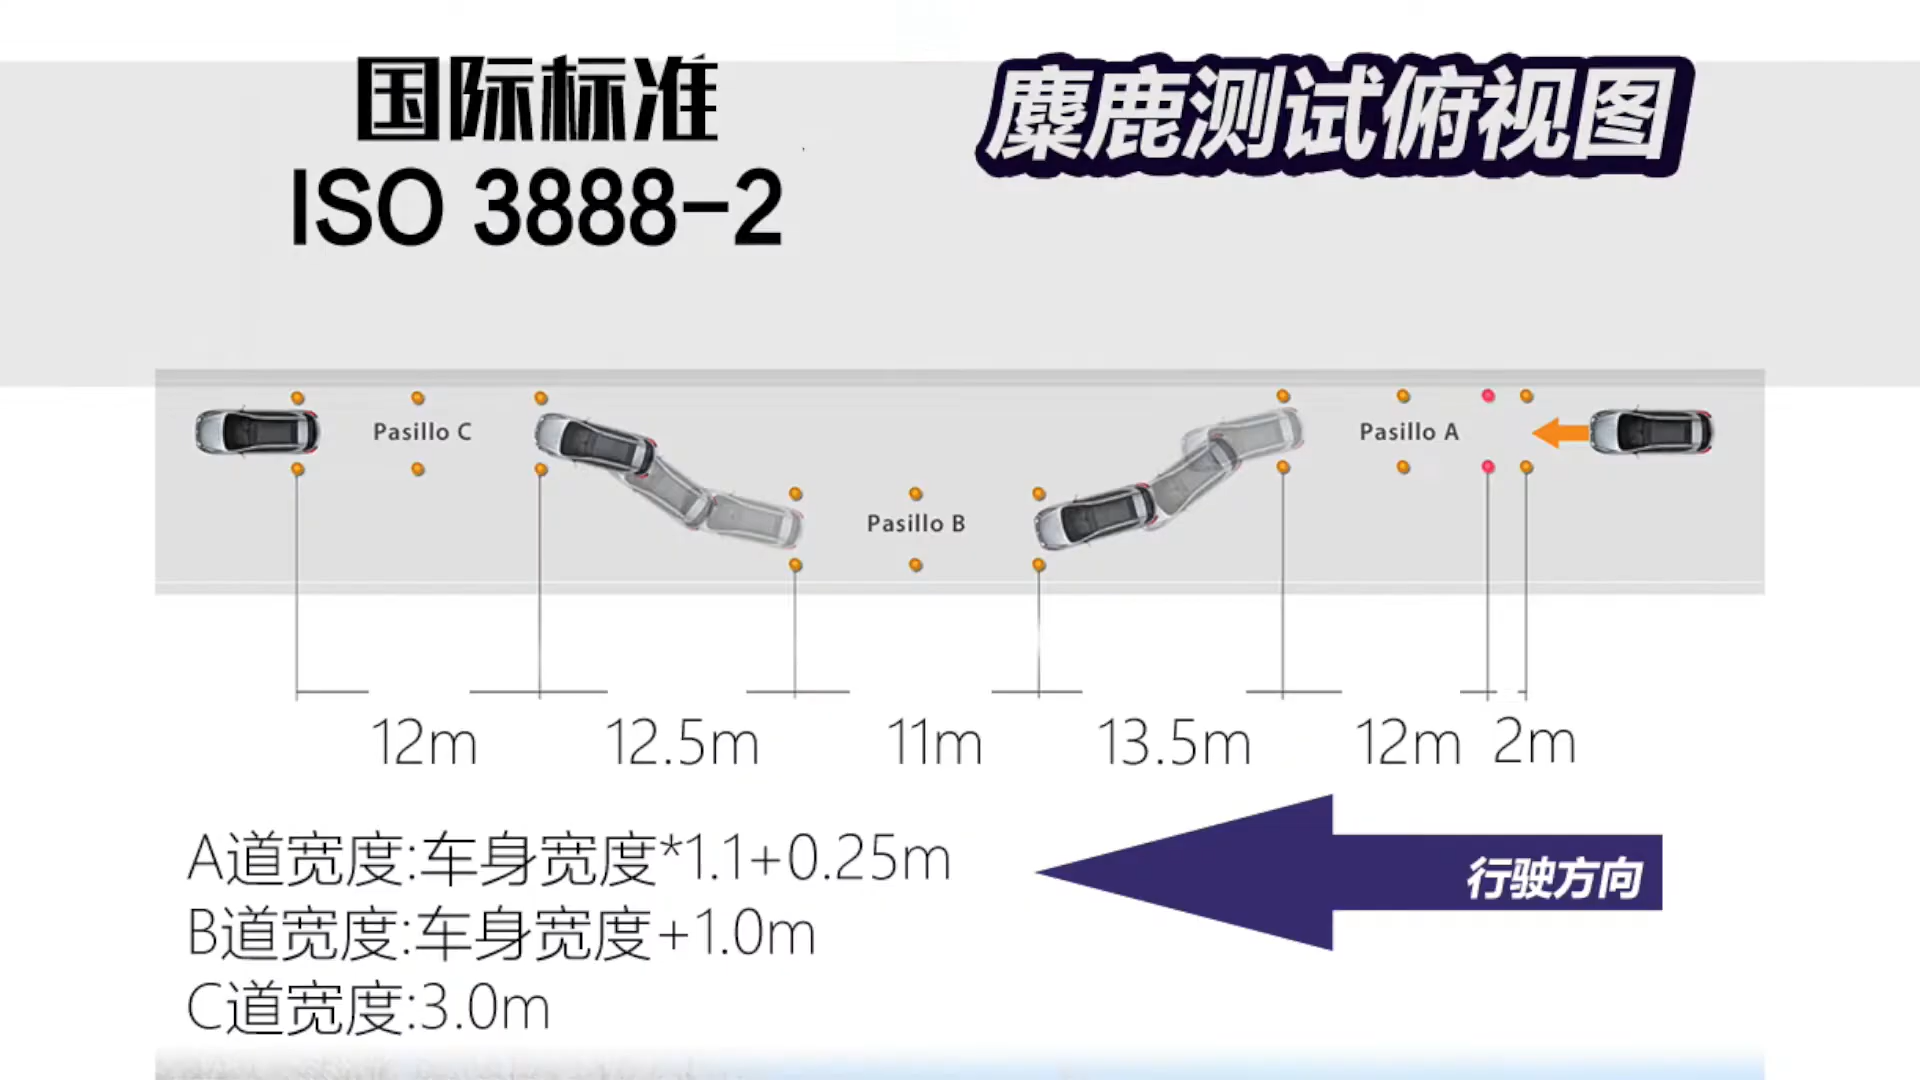 国际标准
ISO 3888-2
麋鹿测试俯视图
Pasillo C
Pasillo B
Pasillo A
12m
12.5m
11m
13.5m
12m
2m
A道宽度:车身宽度*1.1+0.25m
B道宽度:车身宽度+1.0m
C道宽度:3.0m
行驶方向